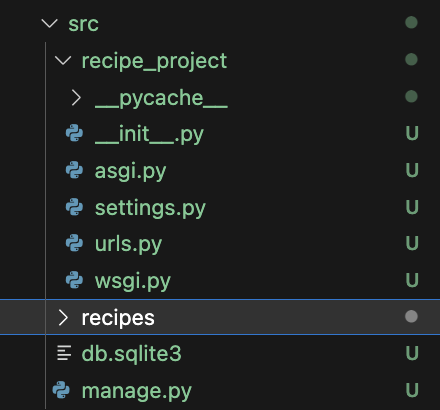 src
recipe_project
__pycache__
__init__.py U
asgi.py U
settings.py U
urls.py U
wsgi.py U
recipes
db.sqlite3 U
manage.py U